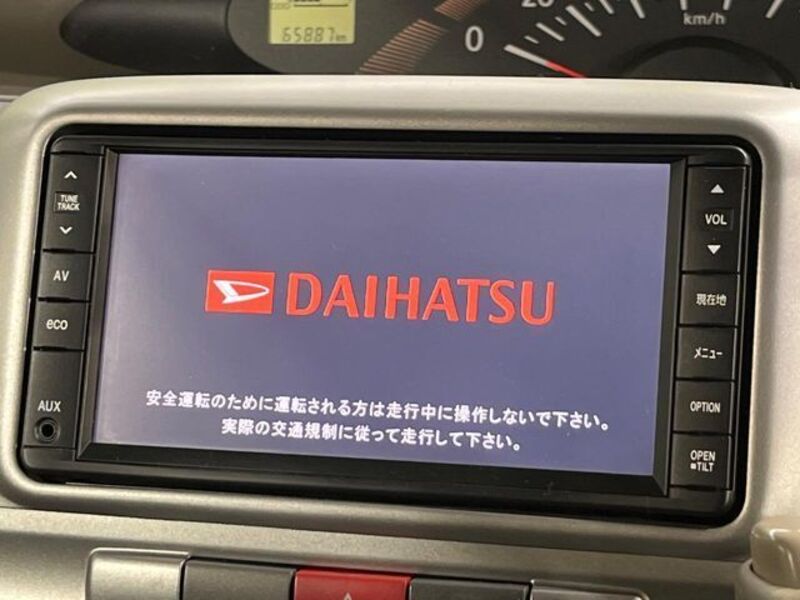 65887km
0
20
km/h
TUNE
TRACK
AV
eco
AUX
DAIHATSU
安全運転のために運転される方は走行中に操作しないで下さい。
実際の交通規制に従って走行して下さい。
VOL
現在地
メニュー
OPTION
OPEN
TILT